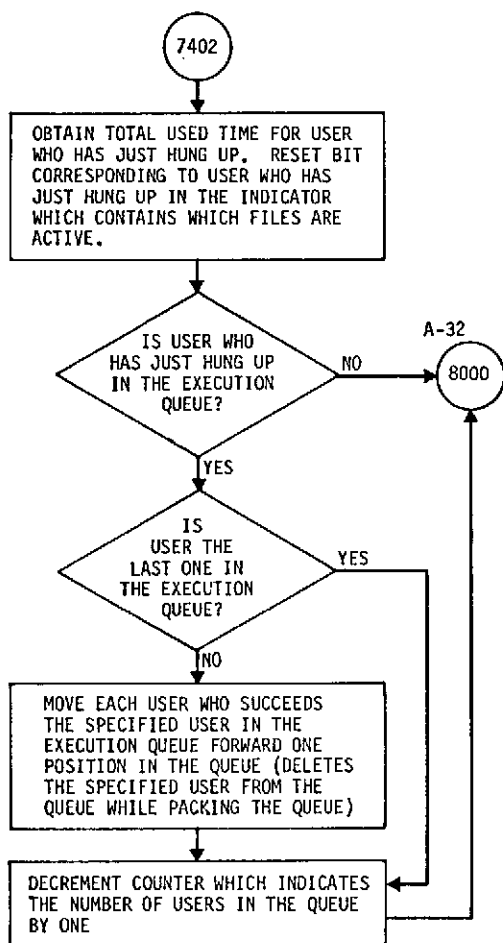 7402
OBTAIN TOTAL USED TIME FOR USER
WHO HAS JUST HUNG UP. RESET BIT
CORRESPONDING TO USER WHO HAS
JUST HUNG UP IN THE INDICATOR
WHICH CONTAINS WHICH FILES ARE
ACTIVE.
IS USER WHO
HAS JUST HUNG UP
IN THE EXECUTION
QUEUE?
NO
A-32
8000
YES
IS
USER THE
LAST ONE IN
THE EXECUTION
QUEUE?
YES
NO
MOVE EACH USER WHO SUCCEEDS
THE SPECIFIED USER IN THE
EXECUTION QUEUE FORWARD ONE
POSITION IN THE QUEUE (DELETES
THE SPECIFIED USER FROM THE
QUEUE WHILE PACKING THE QUEUE)
DECREMENT COUNTER WHICH INDICATES
THE NUMBER OF USERS IN THE QUEUE
BY ONE